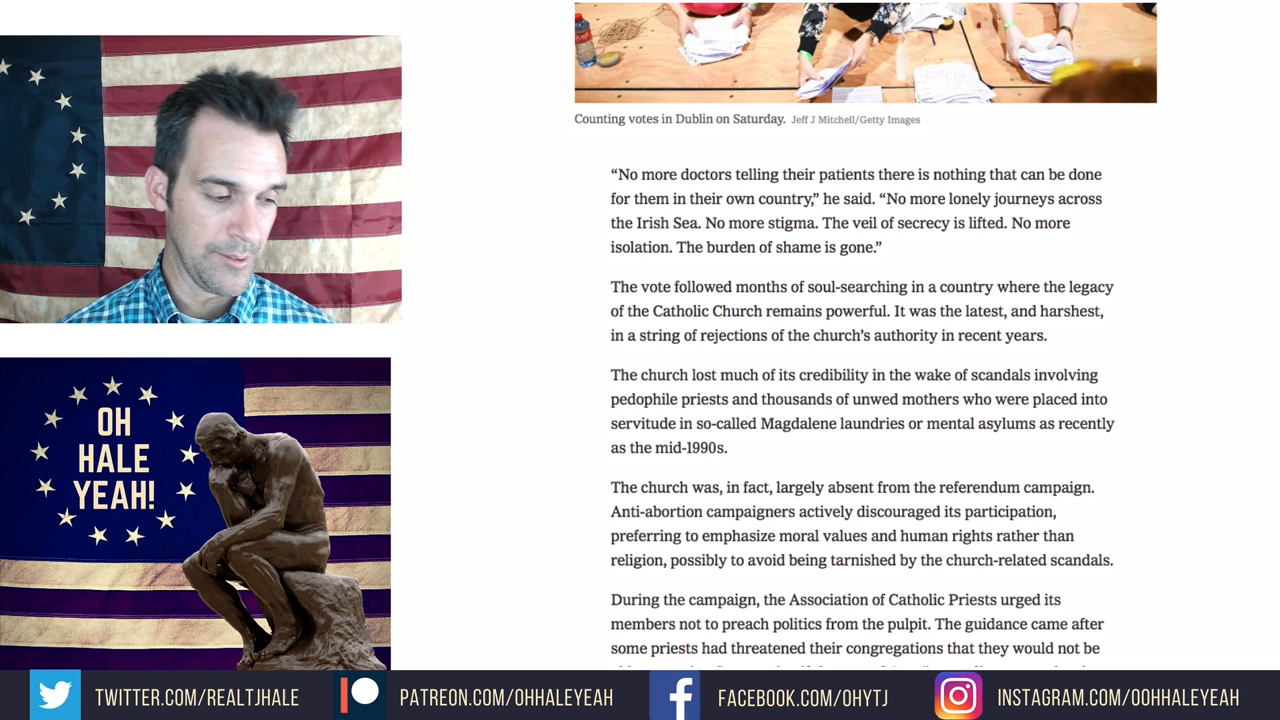 Counting votes in Dublin on Saturday. Jeff J Mitchell/Getty Images
“No more doctors telling their patients there is nothing that can be done
for them in their own country,” he said. “No more lonely journeys across
the Irish Sea. No more stigma. The veil of secrecy is lifted. No more
isolation. The burden of shame is gone.”
The vote followed months of soul-searching in a country where the legacy
of the Catholic Church remains powerful. It was the latest, and harshest,
in a string of rejections of the church’s authority in recent years.
The church lost much of its credibility in the wake of scandals involving
pedophile priests and thousands of unwed mothers who were placed into
servitude in so-called Magdalene laundries or mental asylums as recently
as the mid-1990s.
The church was, in fact, largely absent from the referendum campaign.
Anti-abortion campaigners actively discouraged its participation,
preferring to emphasize moral values and human rights rather than
religion, possibly to avoid being tarnished by the church-related scandals.
During the campaign, the Association of Catholic Priests urged its
members not to preach politics from the pulpit. The guidance came after
some priests had threatened their congregations that they would not be
OH
HALE
YEAH!
TWITTER.COM/REALTJHALE
PATREON.COM/OHHALEYEAH
FACEBOOK.COM/OHYTJ
INSTAGRAM.COM/OOHHALEYEAH